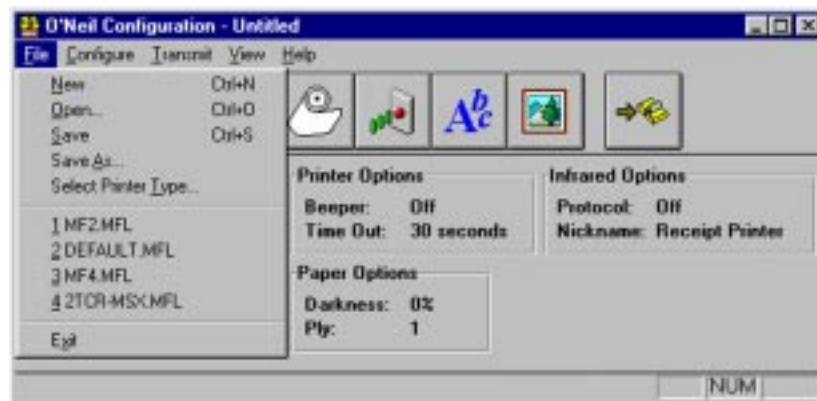 O'Neil Configuration - Untitled
File Configure Transmit View Help
New Ctrl+N
Open... Ctrl+O
Save Ctrl+S
Save As...
Select Printer Type...
1 MF2.MFL
2 DEFAULT.MFL
3 MF4.MFL
4 2TCR-MSX.MFL
Exit
Abc
Printer Options
Beeper: Off
Time Out: 30 seconds
Infrared Options
Protocol: Off
Nickname: Receipt Printer
Paper Options
Darkness: 0%
Ply: 1
NUM